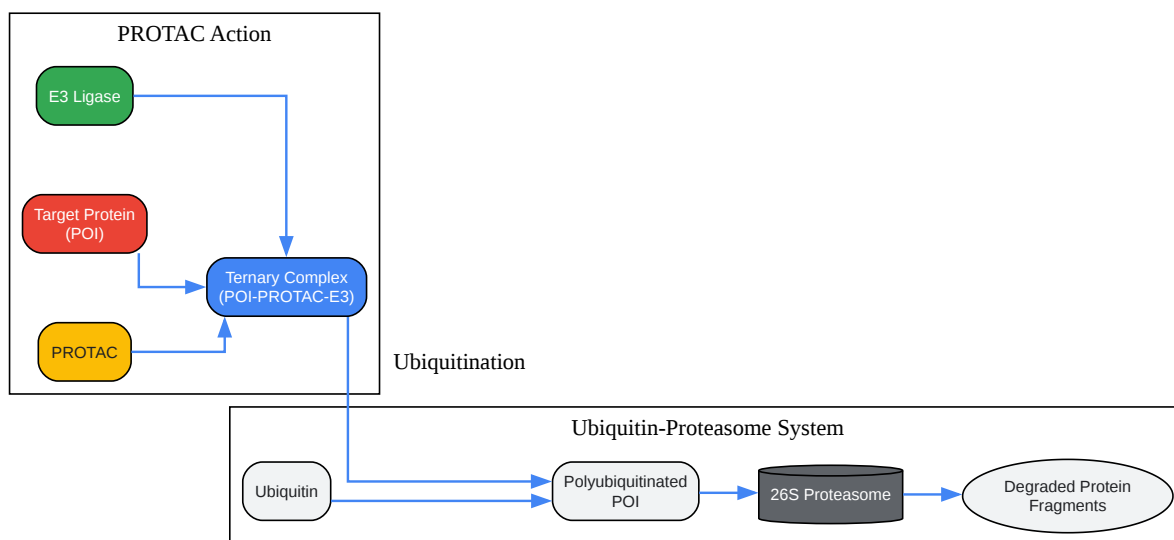 PROTAC Action
E3 Ligase
Target Protein
(POI)
Ternary Complex
(POI-PROTAC-E3)
PROTAC
Ubiquitination
Ubiquitin-Proteasome System
Ubiquitin
Polyubiquitinated
POI
26S Proteasome
Degraded Protein
Fragments